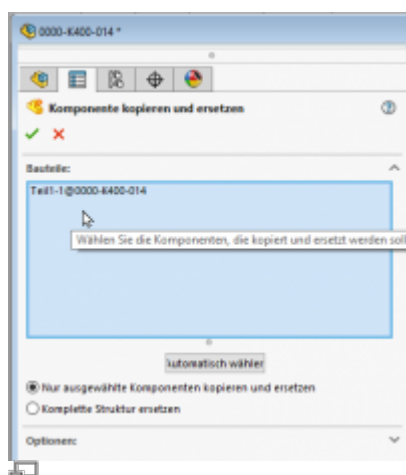 0000-K400-014 *
Komponente kopieren und ersetzen
Bauteile:
Teil1-1@0000-K400-014
Wählen Sie die Komponenten, die kopiert und ersetzt werden soll
utomatisch wähler
Nur ausgewählte Komponenten kopieren und ersetzen
Komplette Struktur ersetzen
Optionen: